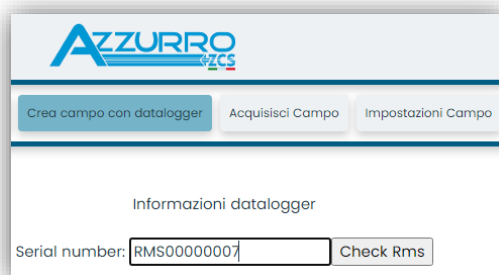 AZZURRO
ZCS
Crea campo con datalogger Acquisisci Campo Impostazioni Campo
Informazioni datalogger
Serial number: RMS00000007 Check Rms